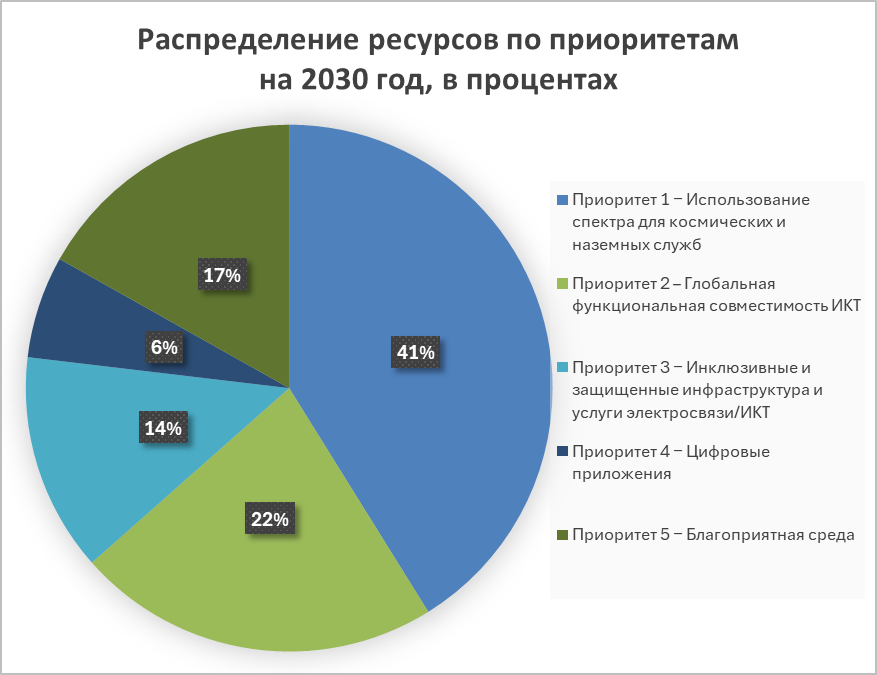 Распределение ресурсов по приоритетам
на 2030 год, в процентах
17%
6%
41%
14%
22%
Приоритет 1 – Использование
спектра для космических и
наземных служб
Приоритет 2 – Глобальная
функциональная совместимость ИКТ
Приоритет 3 – Инклюзивные и
защищенные инфраструктура и
услуги электросвязи/ИКТ
Приоритет 4 – Цифровые
приложения
Приоритет 5 – Благоприятная среда